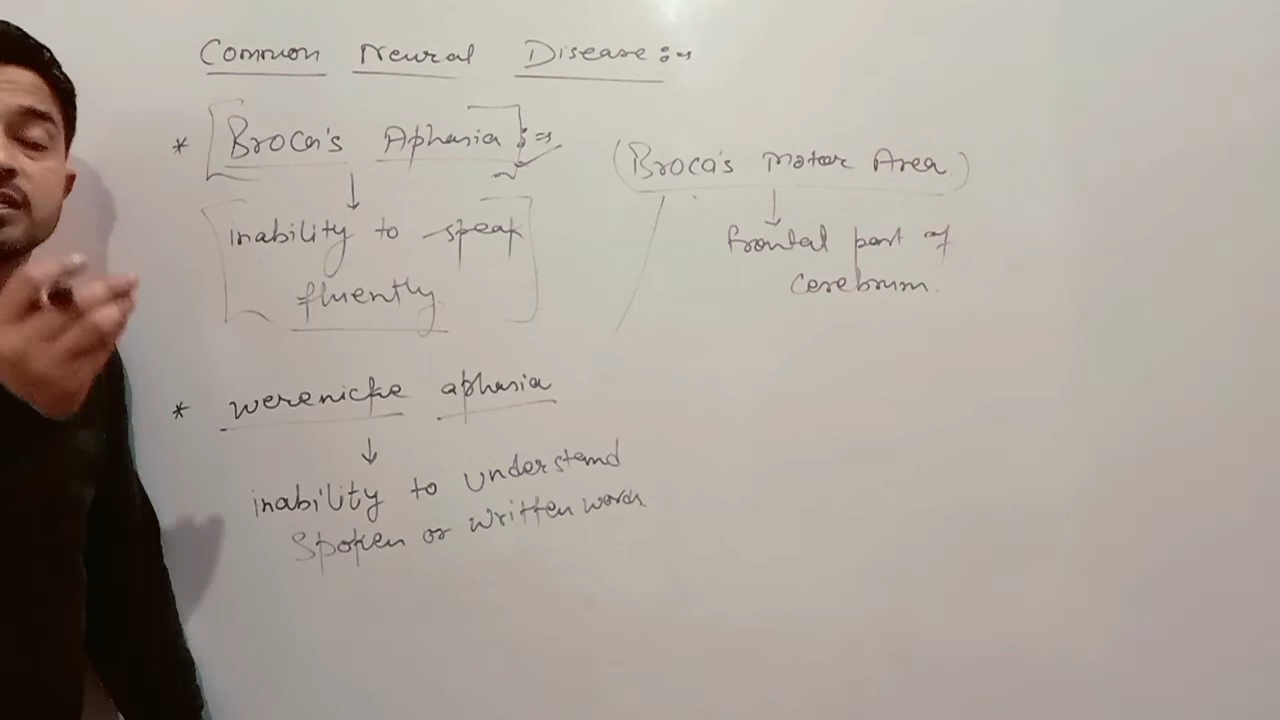 Common Neural Disease :-
* Broca's Aphasia :-
(Broca's Motor Area)
↓
↓
frontal part of
cerebrum.
inability to speak
fluently.
* werenicke aphasia
↓
inability to understand
spoken or written words